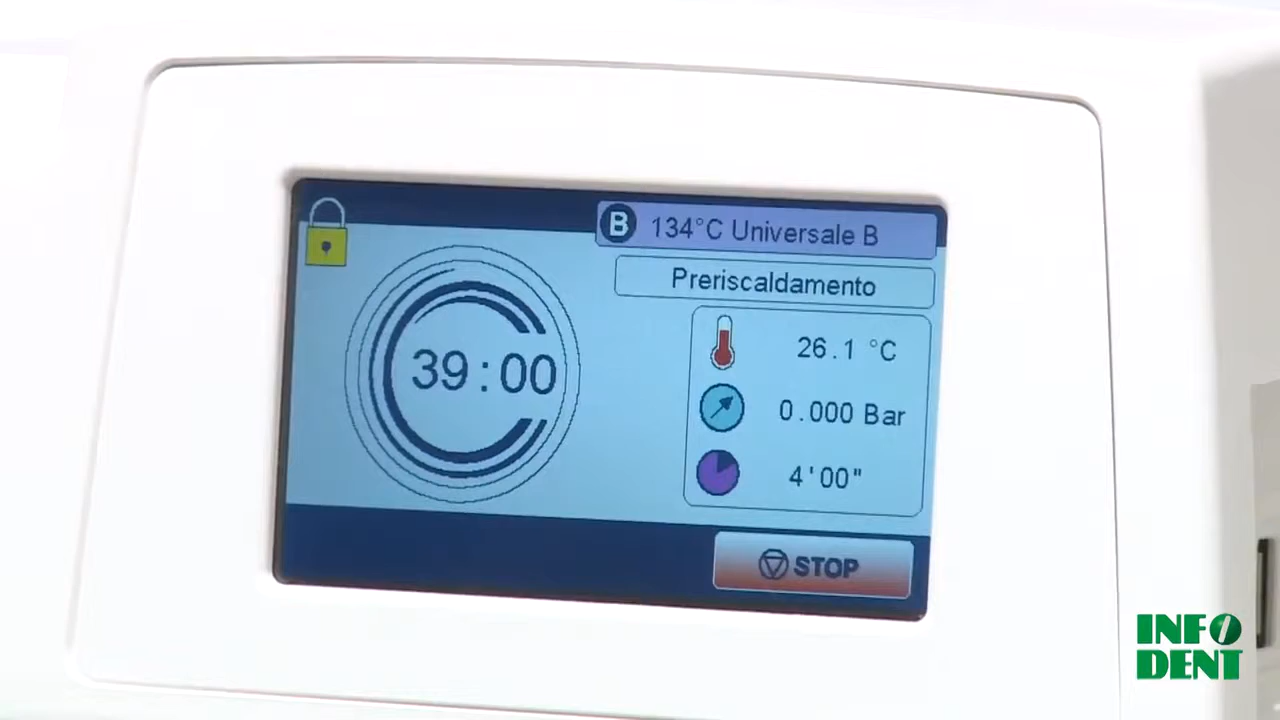 B 134°C Universale B
Preriscaldamento
39:00
26.1 °C
0.000 Bar
4'00"
STOP
INFO
DENT